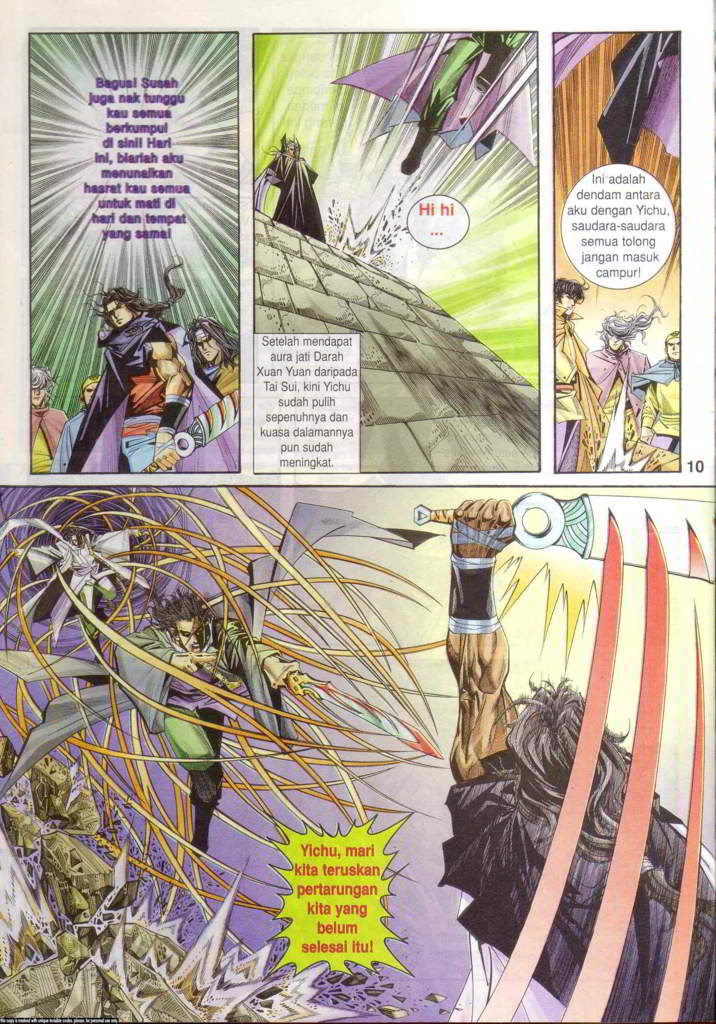 Bagus! Susah
juga nak tunggu
kau semua
berkumpul
di sini! Hari
ini, biarlah aku
menunaikan
hasrat kau semua
untuk mati di
hari dan tempat
yang sama!
Hi hi
...
Setelah mendapat
aura jati Darah
Xuan Yuan daripada
Tai Sui, kini Yichu
sudah pulih
sepenuhnya dan
kuasa dalamannya
pun sudah
meningkat.
Ini adalah
dendam antara
aku dengan Yichu,
saudara-saudara
semua tolong
jangan masuk
campur!
10
Yichu, mari
kita teruskan
pertarungan
kita yang
belum
selesai itu!